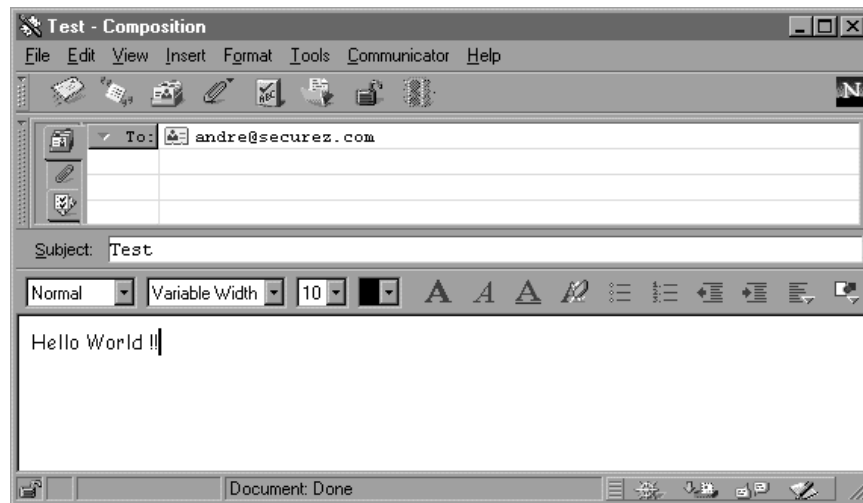 Test - Composition
File Edit View Insert Format Tools Communicator Help
ABC
N
To: andre@securez.com
Subject: Test
Normal Variable Width 10 A A A
Hello World !!
Document: Done